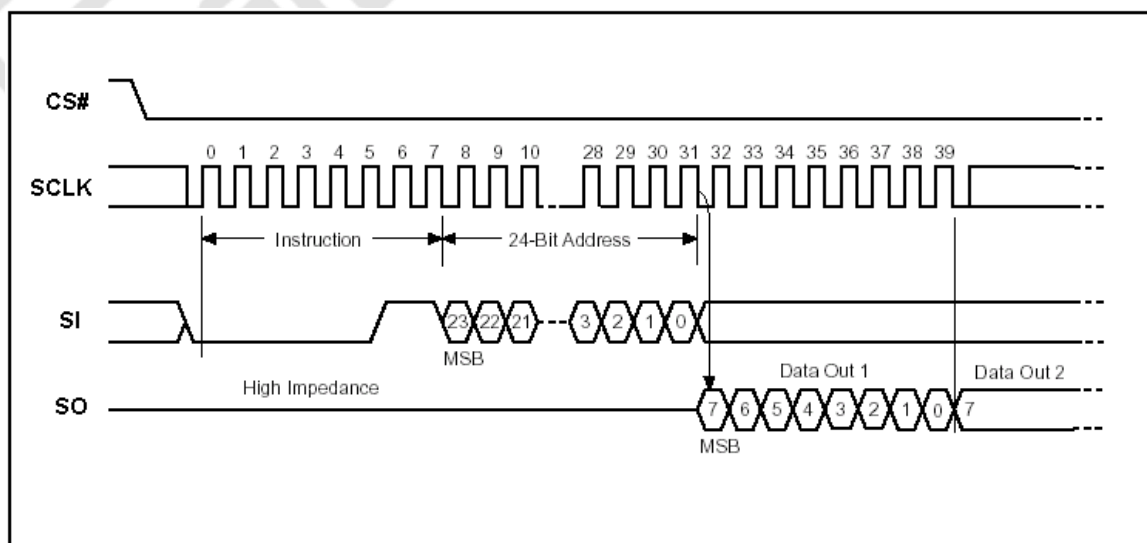 CS#
0 1 2 3 4 5 6 7 8 9 10 28 29 30 31 32 33 34 35 36 37 38 39
SCLK
Instruction 24-Bit Address
SI 23 22 21 3 2 1 0
MSB
Data Out 1 Data Out 2
High Impedance
SO 7 6 5 4 3 2 1 0 7
MSB